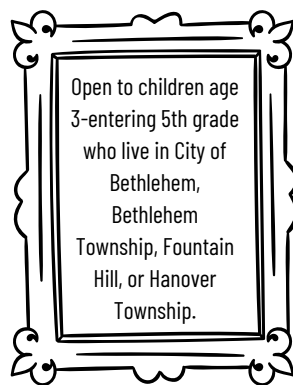 Open to children age
3-entering 5th grade
who live in City of
Bethlehem,
Bethlehem
Township, Fountain
Hill, or Hanover
Township.